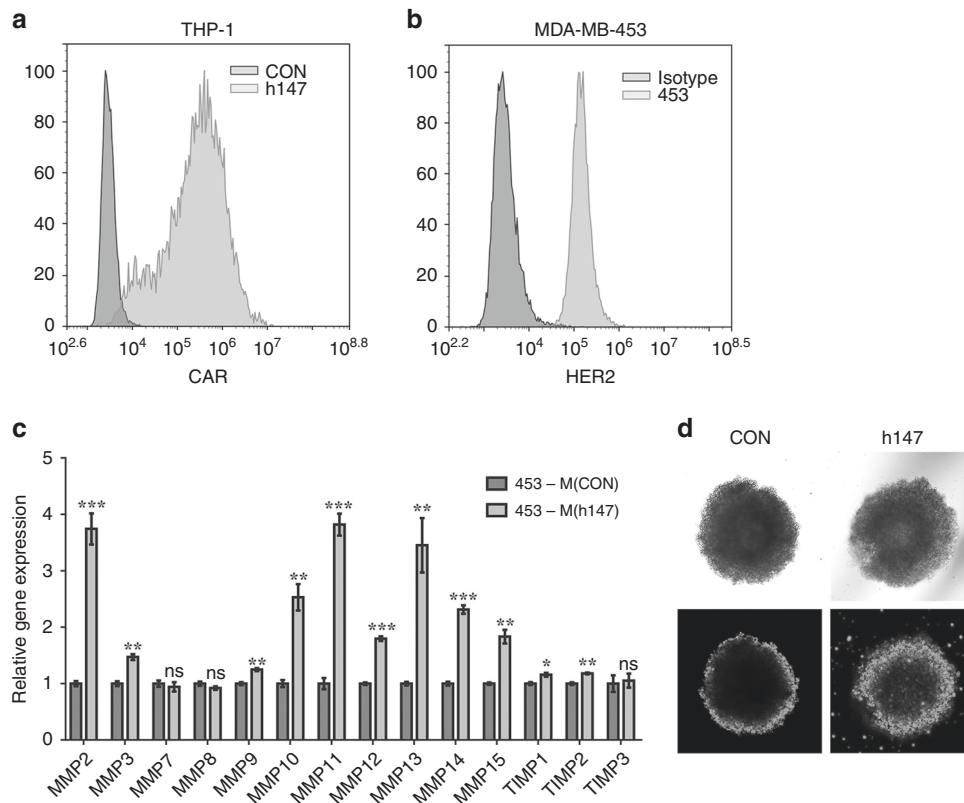 a
THP-1
100
80
60
40
20
0
CON
h147
10^2.6 10^4 10^5 10^6 10^7 10^8.8
CAR
b
MDA-MB-453
100
80
60
40
20
0
Isotype
453
10^2.2 10^4 10^5 10^6 10^7 10^8.5
HER2
c
Relative gene expression
5
4
3
2
1
0
453 – M(CON)
453 – M(h147)
*** ** ns ns ** ** *** *** ** *** ** * ** ns
MMP2 MMP3 MMP7 MMP8 MMP9 MMP10 MMP11 MMP12 MMP13 MMP14 MMP15 TIMP1 TIMP2 TIMP3
d
CON h147